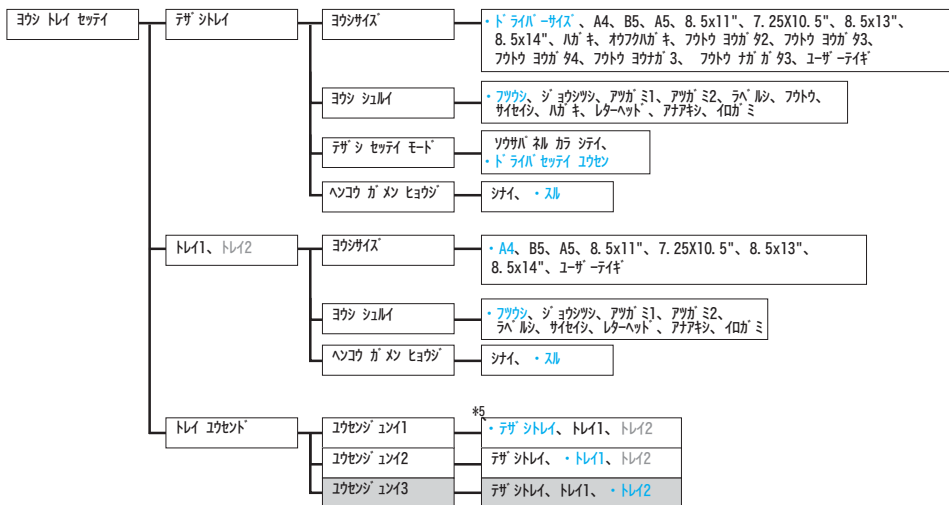 ﾖｳｼ ﾄﾚｲ ｾｯﾃｲ
ﾃｻﾞｼﾄﾚｲ
ﾖｳｼｻｲｽﾞ
・ﾄﾞﾗｲﾊﾞｰｻｲｽﾞ、A4、B5、A5、8.5x11"、7.25X10.5"、8.5x13"、
8.5x14"、ﾊｶﾞｷ、ｵｳﾌｸﾊｶﾞｷ、ﾌｳﾄｳ ﾖｳｶﾞﾀ2、ﾌｳﾄｳ ﾖｳｶﾞﾀ3、
ﾌｳﾄｳ ﾖｳｶﾞﾀ4、ﾌｳﾄｳ ﾖｳﾅｶﾞ3、 ﾌｳﾄｳ ﾅｶﾞｶﾞﾀ3、ﾕｰｻﾞｰﾃｲｷﾞ
ﾖｳｼ ｼｭﾙｲ
・ﾌﾂｳｼ、ｼﾞｮｳｼﾂｼ、ｱﾂｶﾞﾐ1、ｱﾂｶﾞﾐ2、ﾗﾍﾞﾙｼ、ﾌｳﾄｳ、
ｻｲｾｲｼ、ﾊｶﾞｷ、ﾚﾀｰﾍｯﾄﾞ、ｱﾅｱｷｼ、ｲﾛｶﾞﾐ
ﾃｻﾞｼ ｾｯﾃｲ ﾓｰﾄﾞ
ｿｳｻﾊﾟﾈﾙ ｶﾗ ｼﾃｲ、
・ﾄﾞﾗｲﾊﾞｾｯﾃｲ ﾕｳｾﾝ
ﾍﾝｺｳ ｶﾞﾒﾝ ﾋｮｳｼﾞ
ｼﾅｲ、 ・ｽﾙ
ﾄﾚｲ1、ﾄﾚｲ2
ﾖｳｼｻｲｽﾞ
・A4、B5、A5、8.5x11"、7.25X10.5"、8.5x13"、
8.5x14"、ﾕｰｻﾞｰﾃｲｷﾞ
ﾖｳｼ ｼｭﾙｲ
・ﾌﾂｳｼ、ｼﾞｮｳｼﾂｼ、ｱﾂｶﾞﾐ1、ｱﾂｶﾞﾐ2、
ﾗﾍﾞﾙｼ、ｻｲｾｲｼ、ﾚﾀｰﾍｯﾄﾞ、ｱﾅｱｷｼ、ｲﾛｶﾞﾐ
ﾍﾝｺｳ ｶﾞﾒﾝ ﾋｮｳｼﾞ
ｼﾅｲ、 ・ｽﾙ
ﾄﾚｲ ﾕｳｾﾝﾄﾞ
ﾕｳｾﾝｼﾞｭﾝｲ1
*5
・ﾃｻﾞｼﾄﾚｲ、ﾄﾚｲ1、ﾄﾚｲ2
ﾕｳｾﾝｼﾞｭﾝｲ2
ﾃｻﾞｼﾄﾚｲ、 ・ﾄﾚｲ1、ﾄﾚｲ2
ﾕｳｾﾝｼﾞｭﾝｲ3
ﾃｻﾞｼﾄﾚｲ、ﾄﾚｲ1、 ・ﾄﾚｲ2